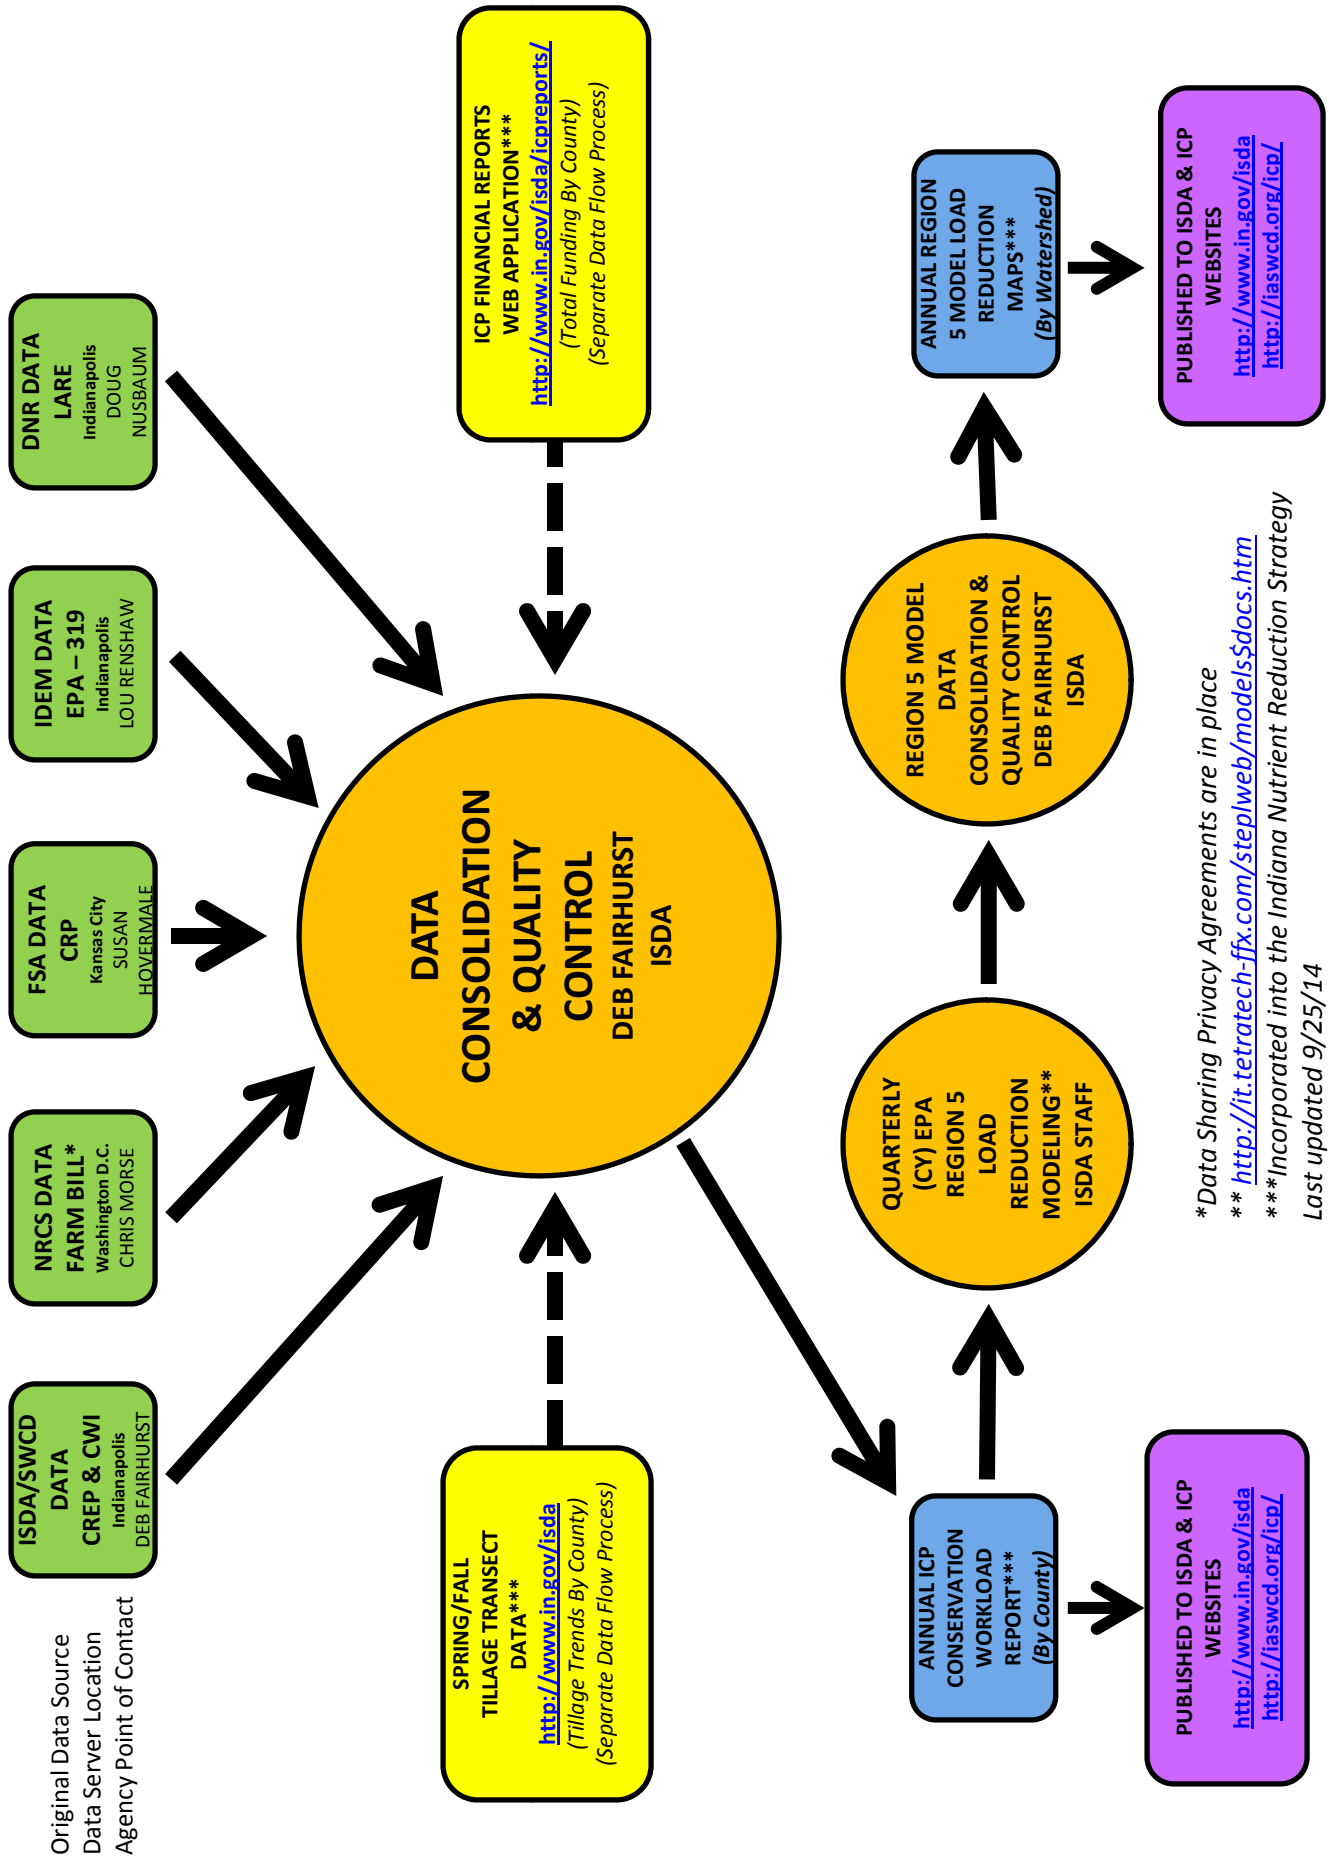 Original Data Source
Data Server Location
Agency Point of Contact
ISDA/SWCD
DATA
CREP & CWI
Indianapolis
DEB FAIRHURST
NRCS DATA
FARM BILL*
Washington D.C.
CHRIS MORSE
FSA DATA
CRP
Kansas City
SUSAN
HOVERMALE
IDEM DATA
EPA – 319
Indianapolis
LOU RENSHAW
DNR DATA
LARE
Indianapolis
DOUG
NUSBAUM
SPRING/FALL
TILLAGE TRANSECT
DATA***
http://www.in.gov/isda
(Tillage Trends By County)
(Separate Data Flow Process)
DATA
CONSOLIDATION
& QUALITY
CONTROL
DEB FAIRHURST
ISDA
ICP FINANCIAL REPORTS
WEB APPLICATION***
http://www.in.gov/isda/icpreports/
(Total Funding By County)
(Separate Data Flow Process)
ANNUAL ICP
CONSERVATION
WORKLOAD
REPORT***
(By County)
QUARTERLY
(CY) EPA
REGION 5
LOAD
REDUCTION
MODELING**
ISDA STAFF
REGION 5 MODEL
DATA
CONSOLIDATION &
QUALITY CONTROL
DEB FAIRHURST
ISDA
ANNUAL REGION
5 MODEL LOAD
REDUCTION
MAPS***
(By Watershed)
PUBLISHED TO ISDA & ICP
WEBSITES
http://www.in.gov/isda
http://iaswcd.org/icp/
PUBLISHED TO ISDA & ICP
WEBSITES
http://www.in.gov/isda
http://iaswcd.org/icp/
*Data Sharing Privacy Agreements are in place
** http://it.tetratech-ffx.com/steplweb/models$docs.htm
***Incorporated into the Indiana Nutrient Reduction Strategy
Last updated 9/25/14